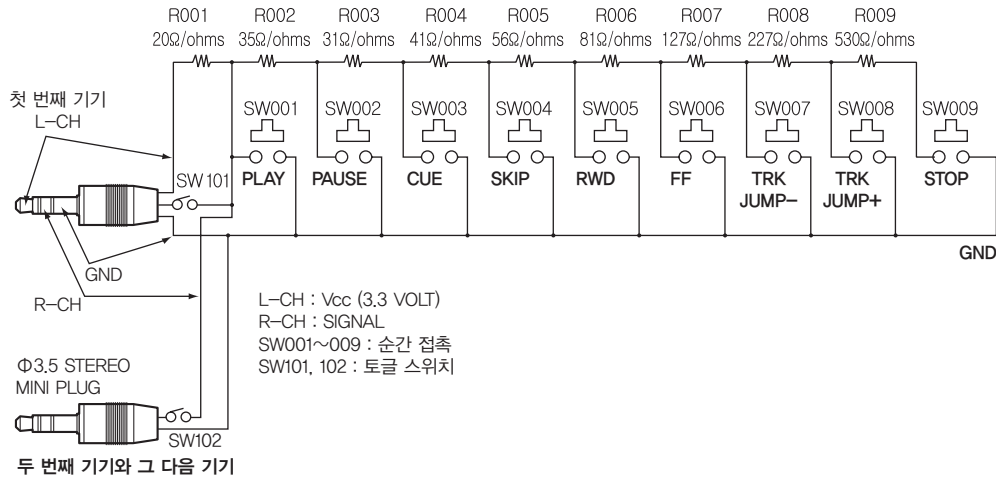 R001 R002 R003 R004 R005 R006 R007 R008 R009
20Ω/ohms 35Ω/ohms 31Ω/ohms 41Ω/ohms 56Ω/ohms 81Ω/ohms 127Ω/ohms 227Ω/ohms 530Ω/ohms
첫 번째 기기
L-CH
SW001 SW002 SW003 SW004 SW005 SW006 SW007 SW008 SW009
SW101
PLAY PAUSE CUE SKIP RWD FF TRK JUMP- TRK JUMP+ STOP
GND
GND
R-CH
L-CH : Vcc (3.3 VOLT)
R-CH : SIGNAL
SW001~009 : 순간 접촉
SW101, 102 : 토글 스위치
Φ3.5 STEREO
MINI PLUG
SW102
두 번째 기기와 그 다음 기기